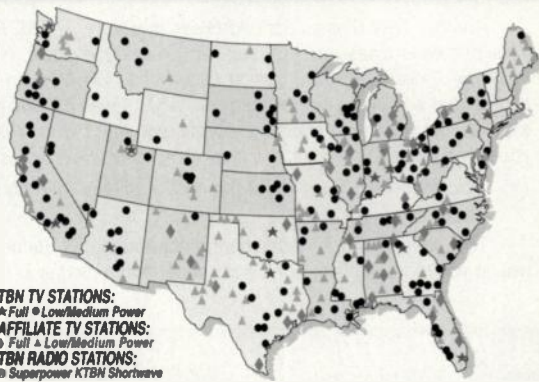 TBN TV STATIONS:
★ Full ● Low/Medium Power
AFFILIATE TV STATIONS:
♦ Full ▲ Low/Medium Power
TBN RADIO STATIONS:
Superpower KTBN Shortwave